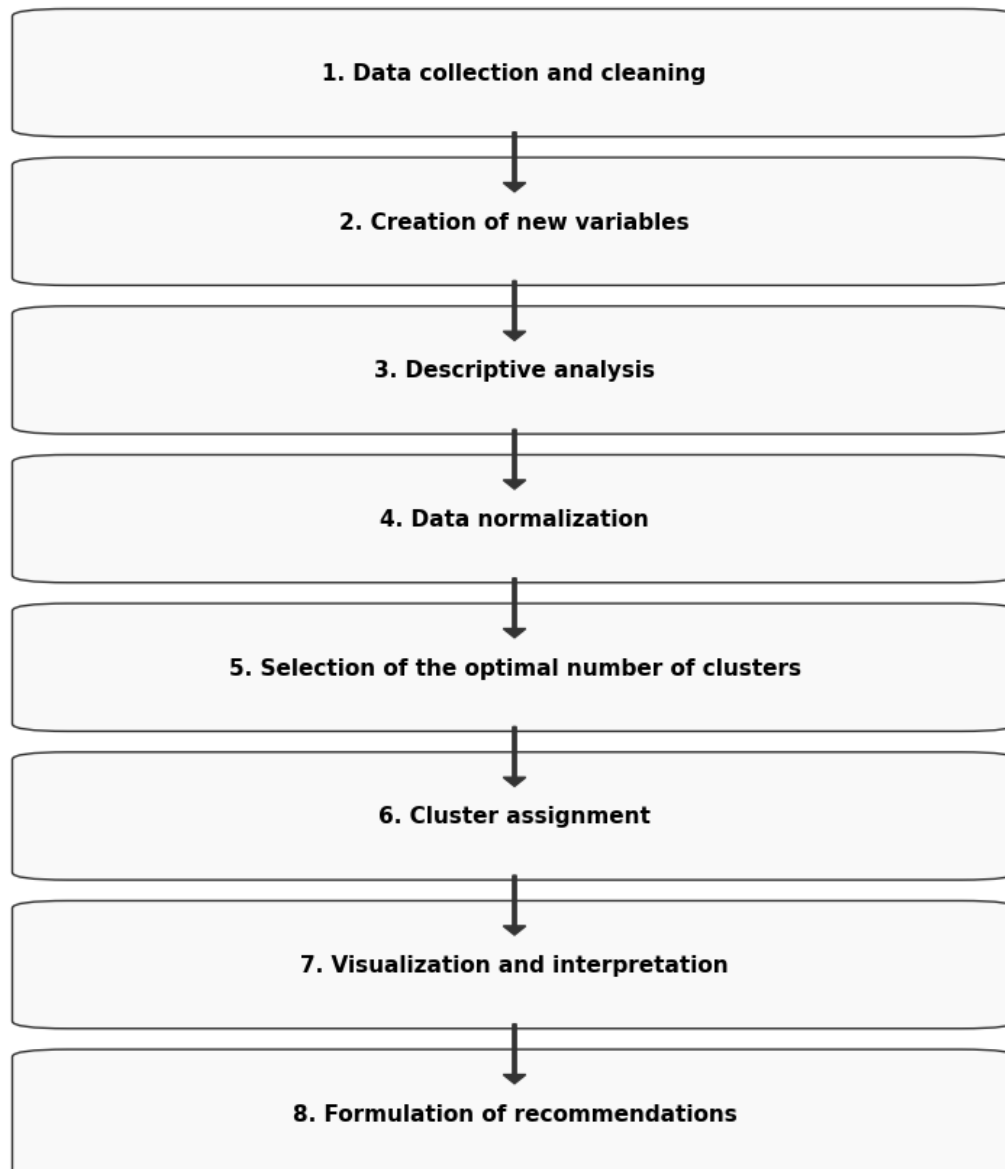 1. Data collection and cleaning
2. Creation of new variables
3. Descriptive analysis
4. Data normalization
5. Selection of the optimal number of clusters
6. Cluster assignment
7. Visualization and interpretation
8. Formulation of recommendations